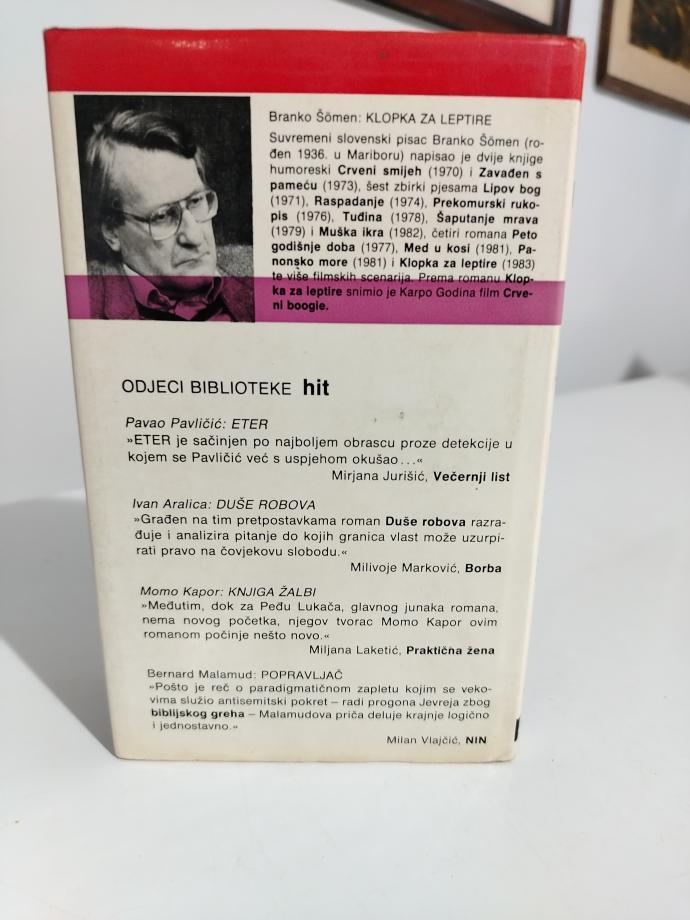 Branko Šömen: KLOPKA ZA LEPTIRE
Suvremeni slovenski pisac Branko Šömen (ro-
đen 1936. u Mariboru) napisao je dvije knjige
humoreski Crveni smijeh (1970) i Zavađen s
pameću (1973), šest zbirki pjesama Lipov bog
(1971), Raspadanje (1974), Prekomurski ruko-
pis (1976), Tuđina (1978), Šaputanje mrava
(1979) i Muška ikra (1982), četiri romana Peto
godišnje doba (1977), Med u kosi (1981), Pa-
nonsko more (1981) i Klopka za leptire (1983)
te više filmskih scenarija. Prema romanu Klop-
ka za leptire snimio je Karpo Godina film Crve-
ni boogie.
ODJECI BIBLIOTEKE hit
Pavao Pavličić: ETER
»ETER je sačinjen po najboljem obrascu proze detekcije u
kojem se Pavličić već s uspjehom okušao...«
Mirjana Jurišić, Večernji list
Ivan Aralica: DUŠE ROBOVA
»Građen na tim pretpostavkama roman Duše robova razra-
đuje i analizira pitanje do kojih granica vlast može uzurpi-
rati pravo na čovjekovu slobodu.«
Milivoje Marković, Borba
Momo Kapor: KNJIGA ŽALBI
»Međutim, dok za Peđu Lukača, glavnog junaka romana,
nema novog početka, njegov tvorac Momo Kapor ovim
romanom počinje nešto novo.«
Miljana Laketić, Praktična žena
Bernard Malamud: POPRAVLJAČ
»Pošto je reč o paradigmatičnom zapletu kojim se veko-
vima služio antisemitski pokret – radi progona Jevreja zbog
biblijskog greha – Malamudova priča deluje krajnje logično
i jednostavno.«
Milan Vlajčić, NIN